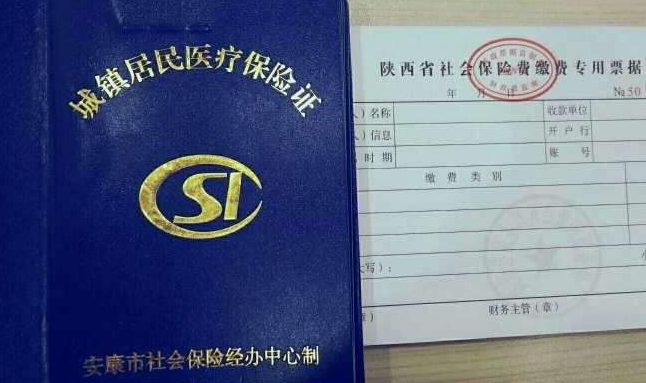 城镇居民医疗保险证
SI
安康市社会保险经办中心制
陕西省社会保险费缴费专用票据
年 月 日
№50
）名称
收款单位
）信息
开户行
时期
账号
缴费类别
写）：
财务主管（章）